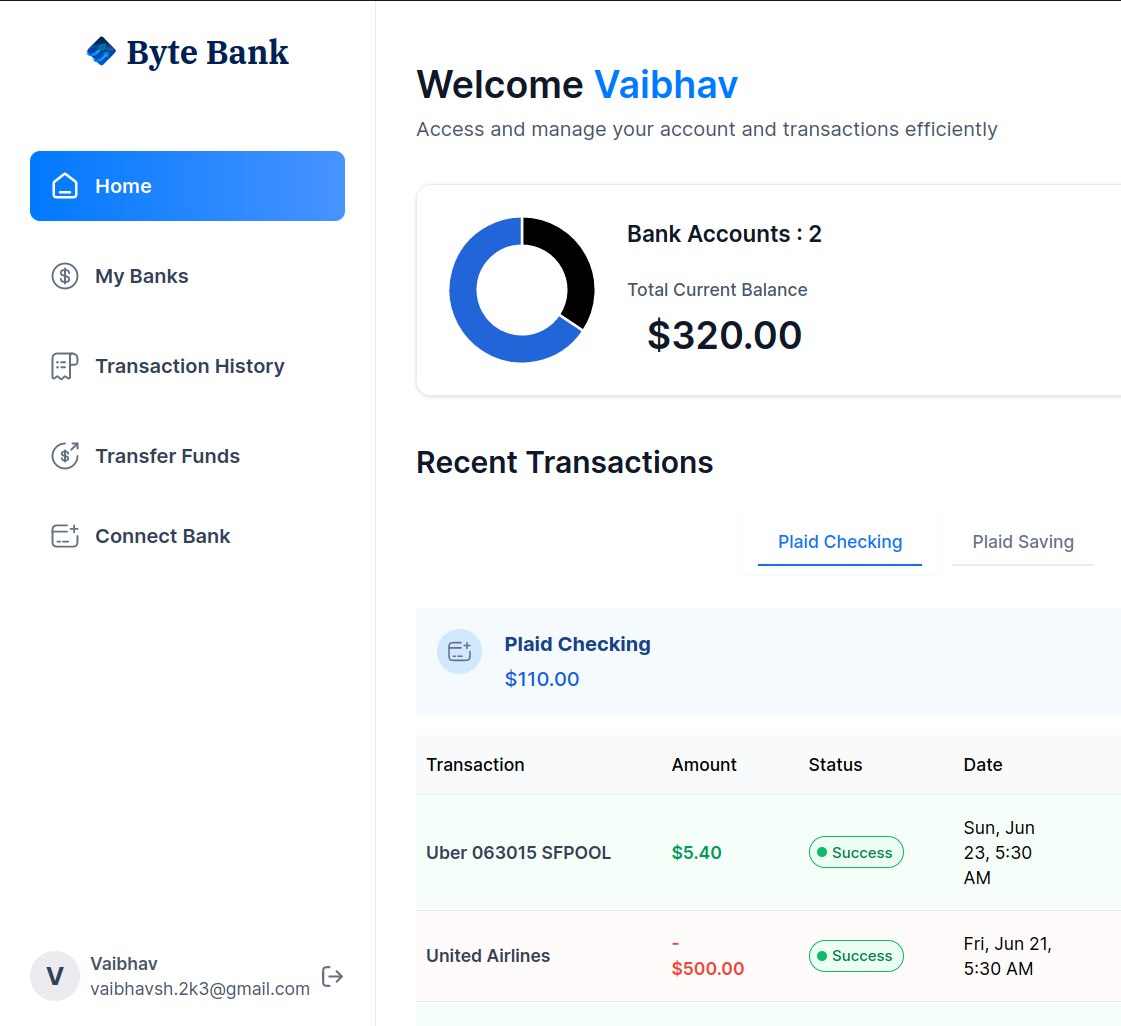 Byte Bank
Home
My Banks
Transaction History
Transfer Funds
Connect Bank
V
Vaibhav
vaibhavsh.2k3@gmail.com
Welcome Vaibhav
Access and manage your account and transactions efficiently
Bank Accounts : 2
Total Current Balance
$320.00
Recent Transactions
Plaid Checking Plaid Saving
Plaid Checking
$110.00
Transaction Amount Status Date
Uber 063015 SFPOOL $5.40 Success Sun, Jun
23, 5:30
AM
United Airlines -
$500.00 Success Fri, Jun 21,
5:30 AM